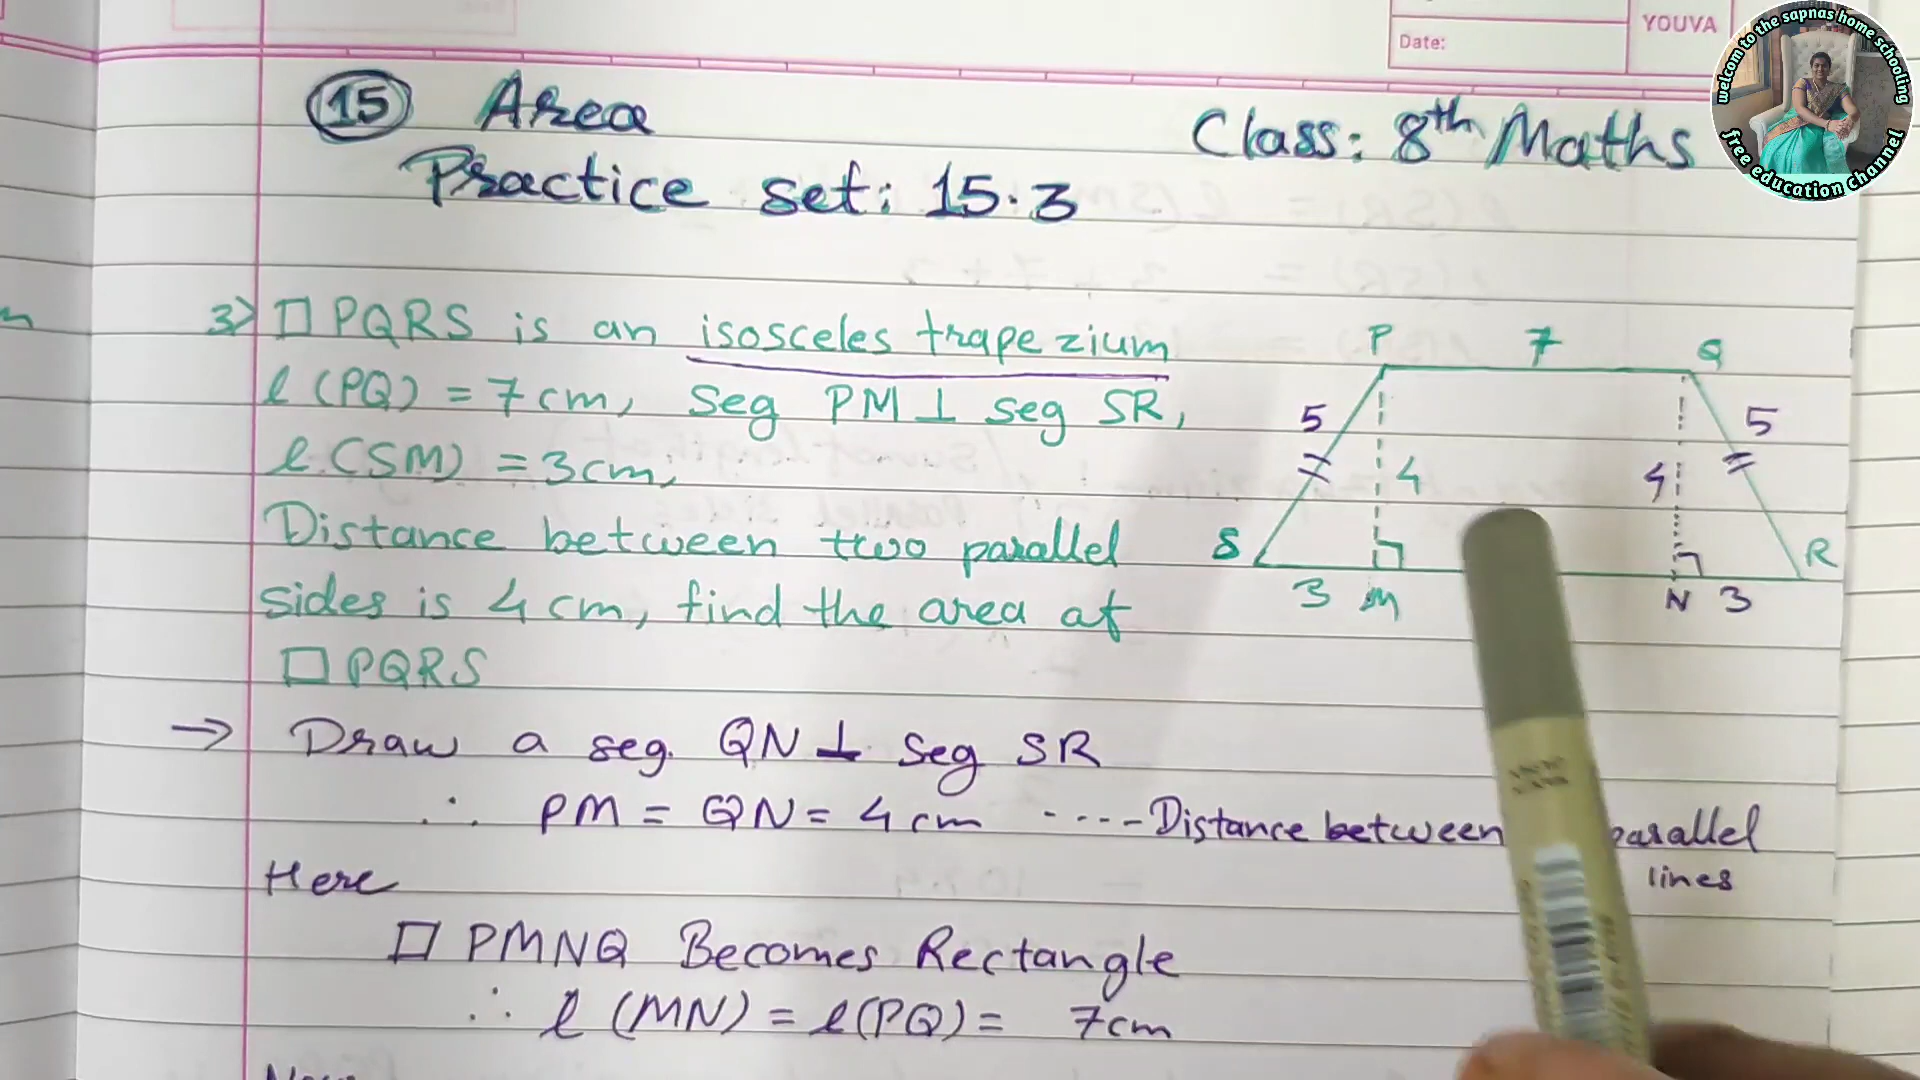 Date:
YOUVA
welcom to the sapnas home schooling
free education channel
15 Area
Class: 8th Maths
Practice set: 15.3
3> □ PQRS is an isosceles trapezium
l (PQ) = 7cm, seg PM ⊥ seg SR,
l (SM) = 3cm,
Distance between two parallel
sides is 4 cm, find the area of
□ PQRS
P 7 Q
5 5
4 4
S R
3 M N 3
→ Draw a seg. QN ⊥ seg SR
∴ PM = QN = 4 cm ----Distance between parallel
lines
Here
□ PMNQ Becomes Rectangle
∴ l (MN) = l (PQ) = 7cm